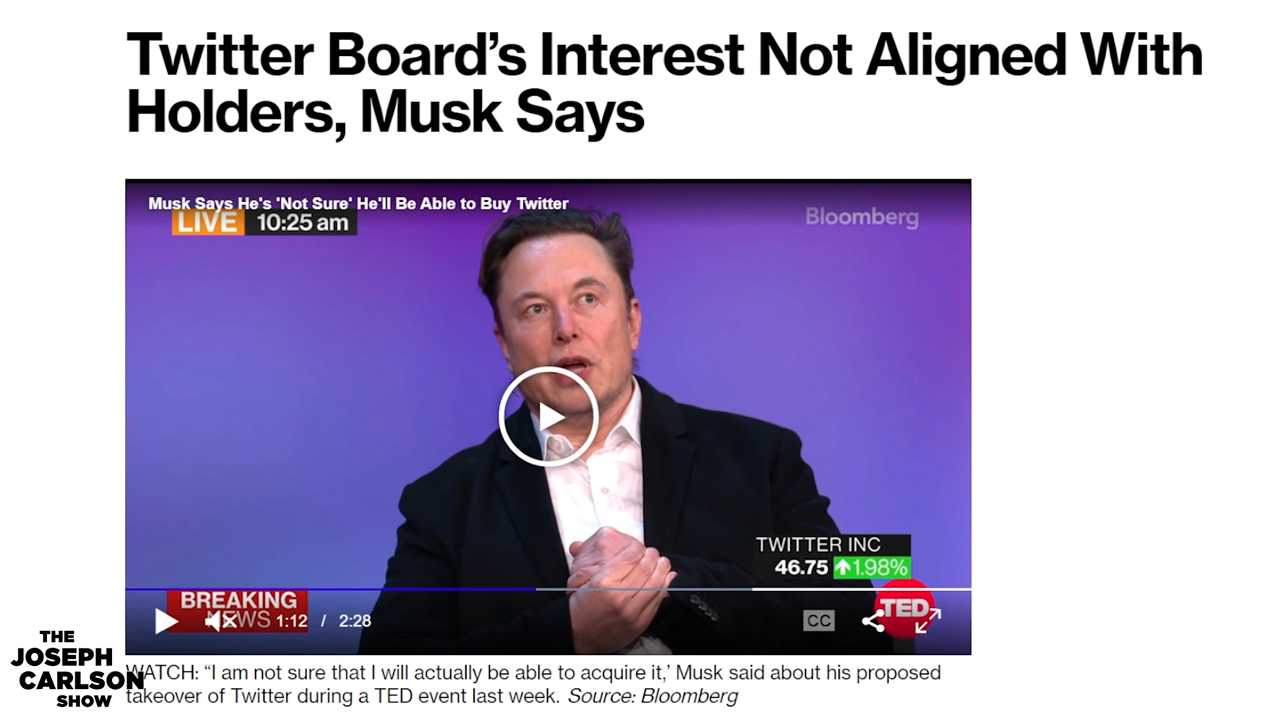 Twitter Board’s Interest Not Aligned With
Holders, Musk Says
Musk Says He's 'Not Sure' He'll Be Able to Buy Twitter
LIVE 10:25 am
Bloomberg
TWITTER INC
46.75 1.98%
BREAKING
NEWS 1:12 / 2:28
CC
TED
WATCH: “I am not sure that I will actually be able to acquire it,’ Musk said about his proposed
takeover of Twitter during a TED event last week. Source: Bloomberg
THE
JOSEPH
CARLSON
SHOW